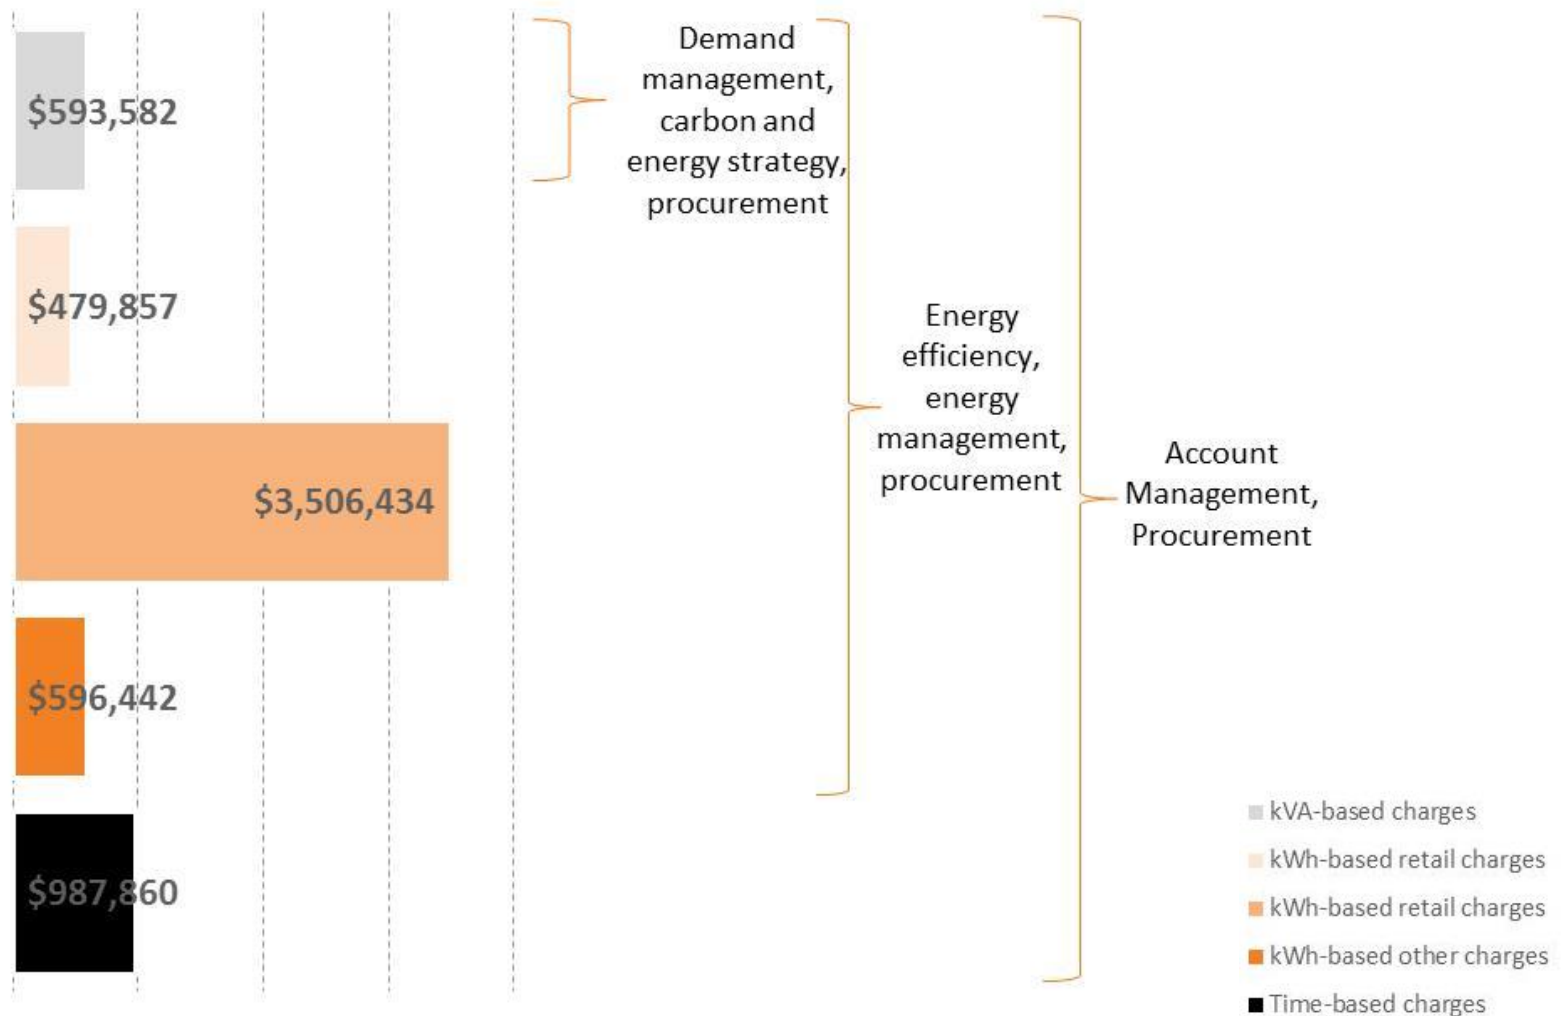 $593,582
$479,857
$3,506,434
$596,442
$987,860
Demand
management,
carbon and
energy strategy,
procurement
Energy
efficiency,
energy
management,
procurement
Account
Management,
Procurement
kVA-based charges
kWh-based retail charges
kWh-based retail charges
kWh-based other charges
Time-based charges